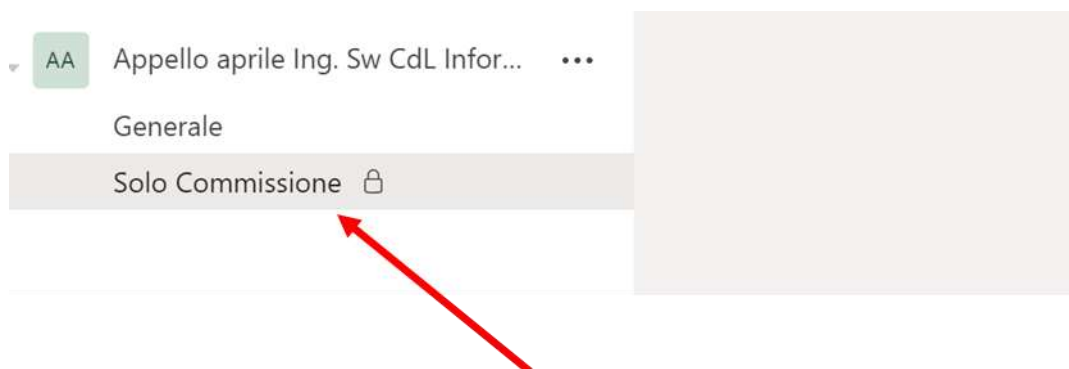 AA Appello aprile Ing. Sw CdL Infor... ...
Generale
Solo Commissione